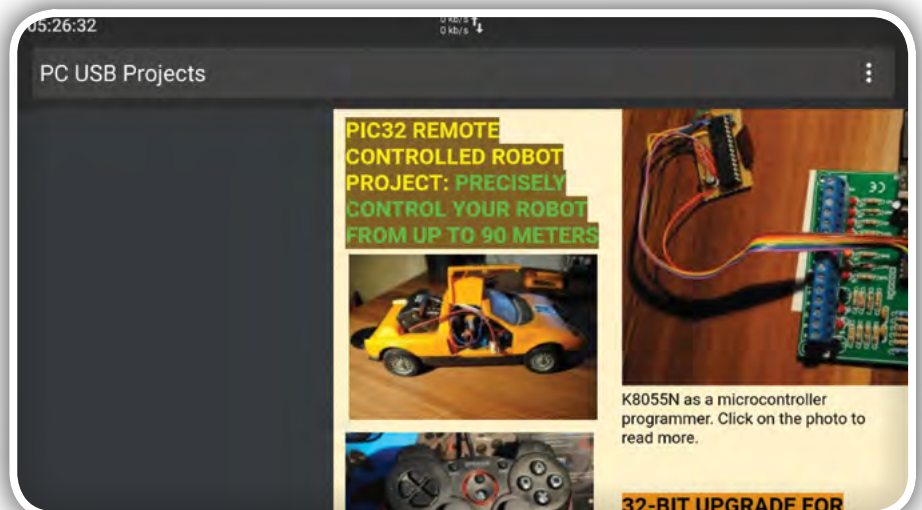 05:26:32
0 kb/s
0 kb/s
PC USB Projects
PIC32 REMOTE
CONTROLLED ROBOT
PROJECT: PRECISELY
CONTROL YOUR ROBOT
FROM UP TO 90 METERS
K8055N as a microcontroller
programmer. Click on the photo to
read more.
32-BIT UPGRADE FOR